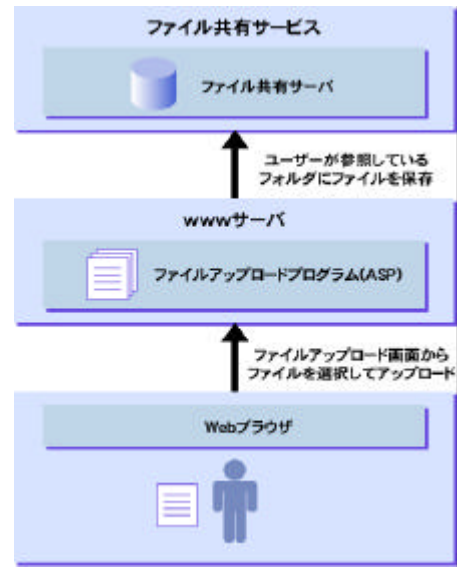 ファイル共有サービス
ファイル共有サーバ
ユーザーが参照している
フォルダにファイルを保存
wwwサーバ
ファイルアップロードプログラム(ASP)
ファイルアップロード画面から
ファイルを選択してアップロード
Webブラウザ